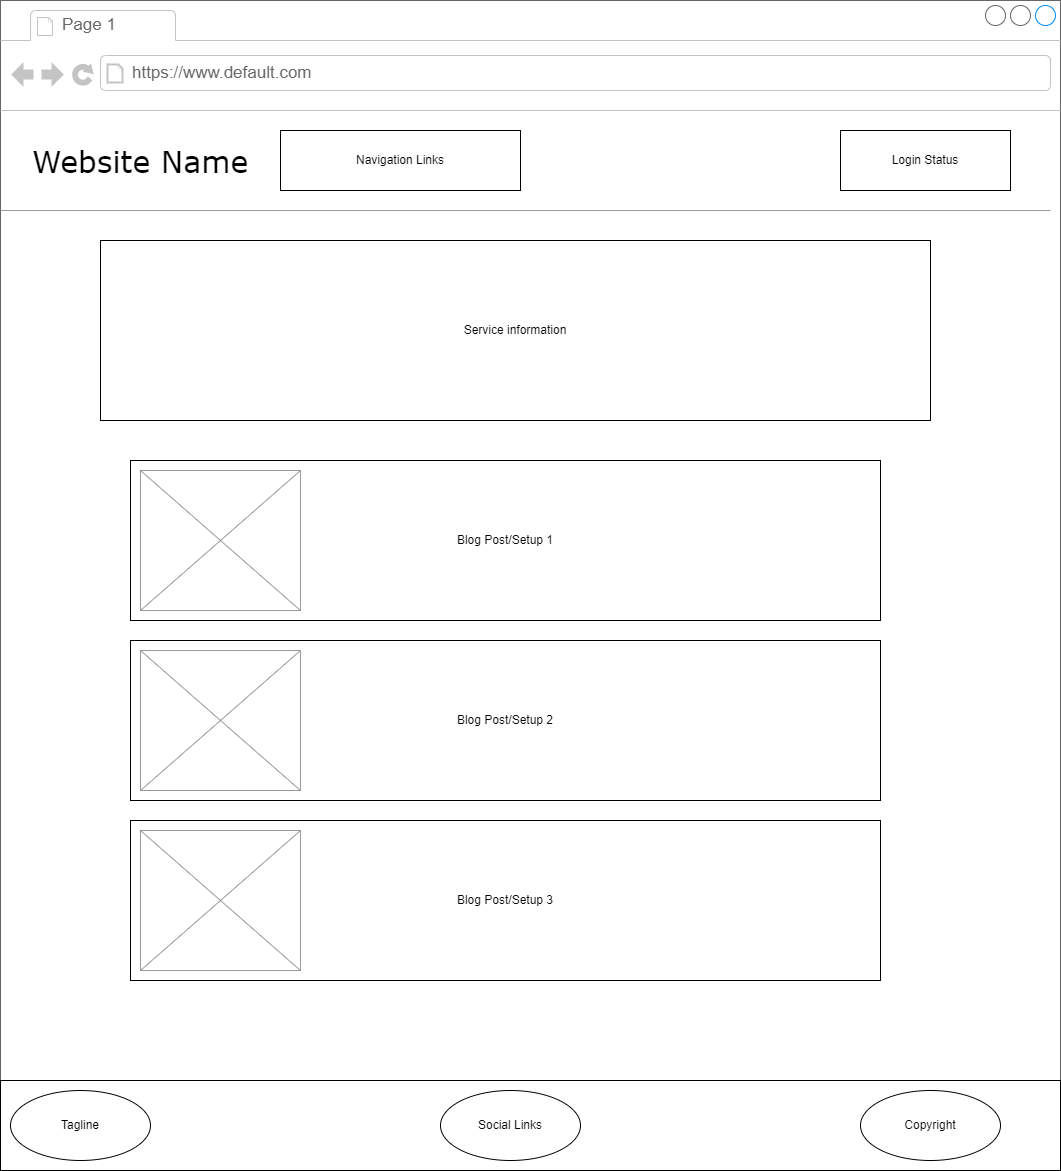 Page 1
https://www.default.com
Website Name
Navigation Links
Login Status
Service information
Blog Post/Setup 1
Blog Post/Setup 2
Blog Post/Setup 3
Tagline
Social Links
Copyright